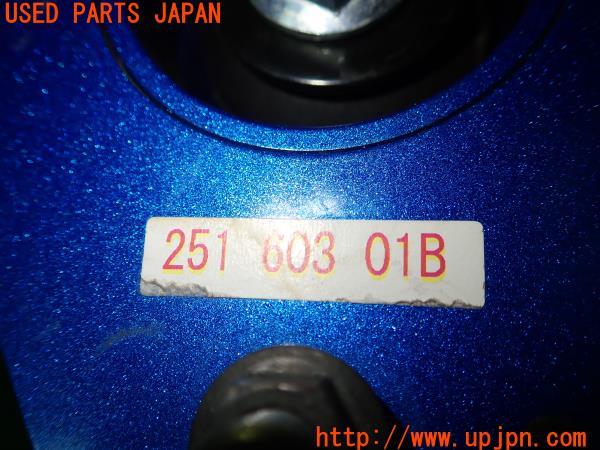 USED PARTS JAPAN
251 603 01B
http://www.upjpn.com